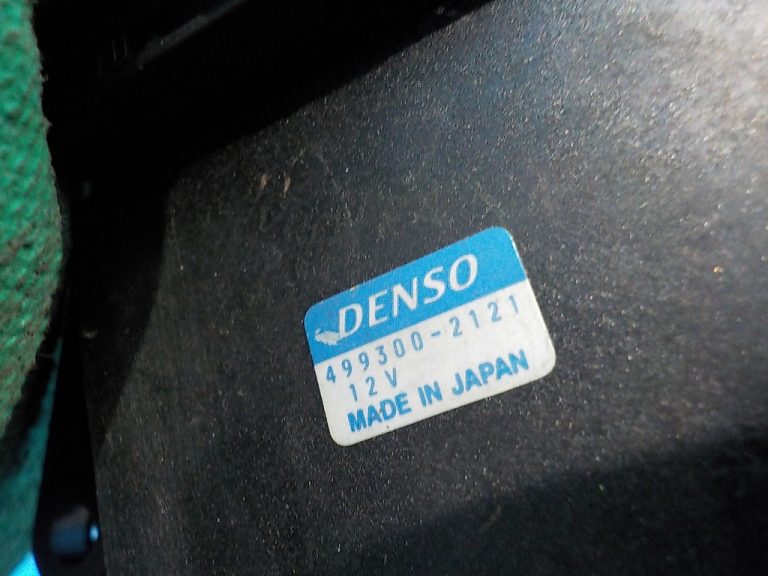 DENSO
499300-2121
12V
MADE IN JAPAN